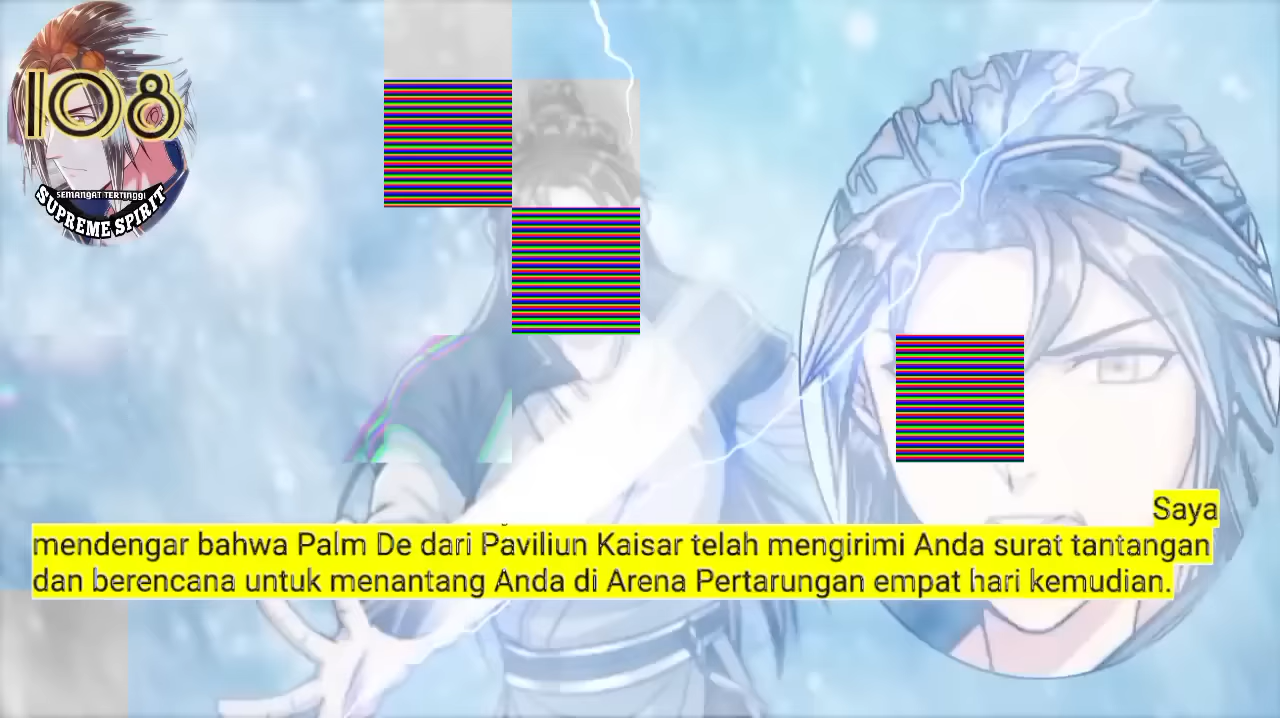 108
SEMANGAT TERTINGGI
SUPREME SPIRIT
Saya
mendengar bahwa Palm De dari Paviliun Kaisar telah mengirimi Anda surat tantangan
dan berencana untuk menantang Anda di Arena Pertarungan empat hari kemudian.